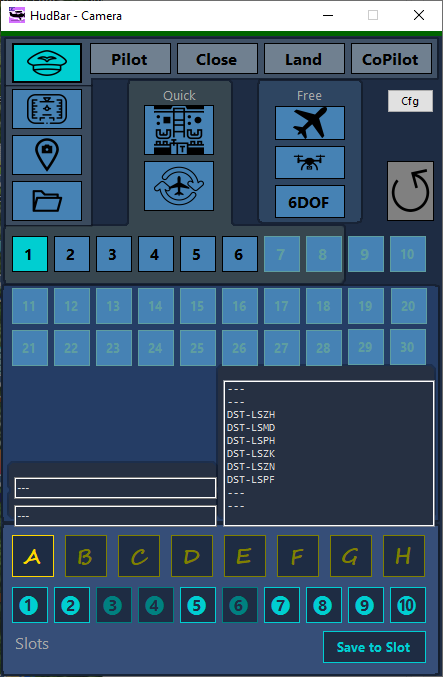 HudBar - Camera
Pilot Close Land CoPilot
Quick Free
Cfg
6DOF
1 2 3 4 5 6 7 8 9 10
11 12 13 14 15 16 17 18 19 20
21 22 23 24 25 26 27 28 29 30
---
---
DST-LSZH
DST-LSMD
DST-LSPH
DST-LSZK
DST-LSZN
DST-LSPF
---
---
---
---
A B C D E F G H
1 2 3 4 5 6 7 8 9 10
Slots
Save to Slot